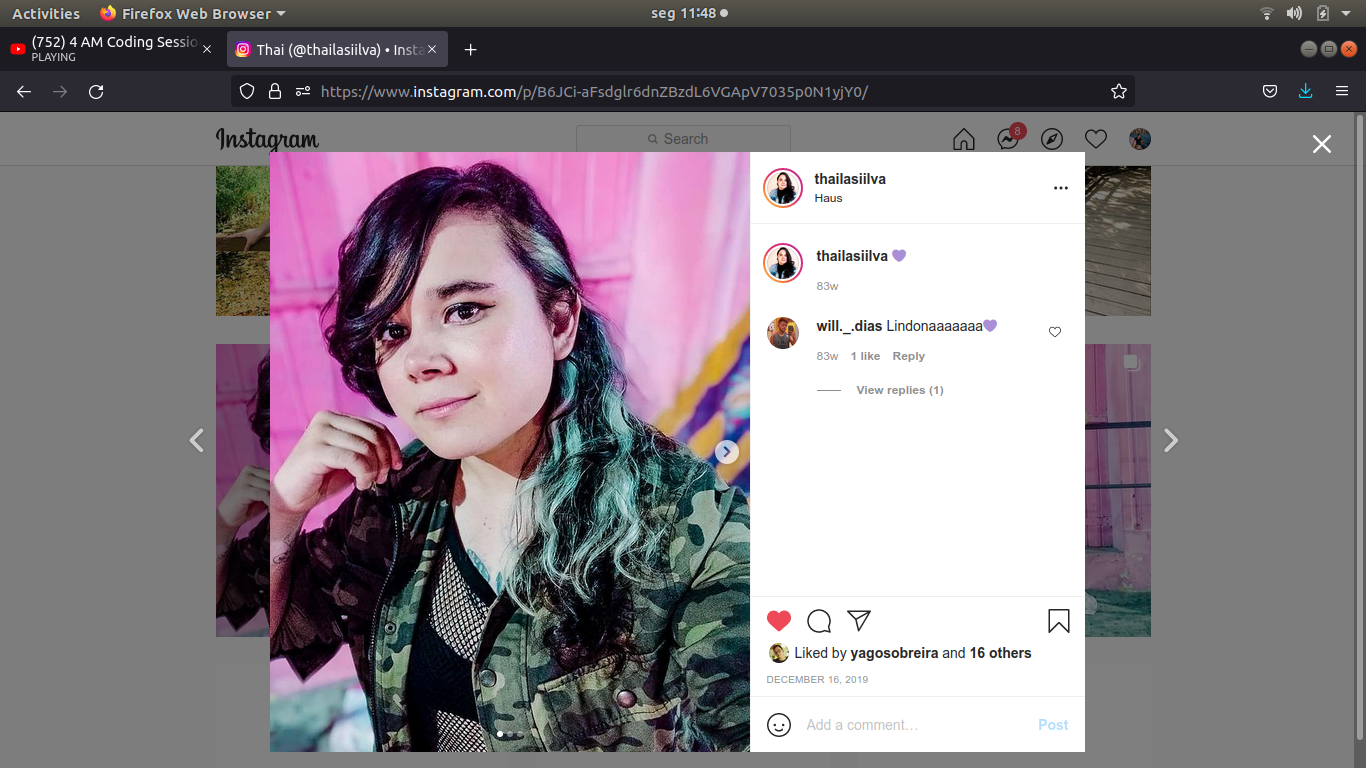 Activities
Firefox Web Browser
seg 11:48
(752) 4 AM Coding Sessio
PLAYING
Thai (@thailasiilva) • Insta
https://www.instagram.com/p/B6JCi-aFsdglr6dnZBzdL6VGApV7035p0N1yjY0/
Instagram
Search
8
thailasiilva
Haus
thailasiilva 💜
83w
will._.dias Lindonaaaaaaa💜
83w 1 like Reply
View replies (1)
Liked by yagosobreira and 16 others
DECEMBER 16, 2019
Add a comment…
Post